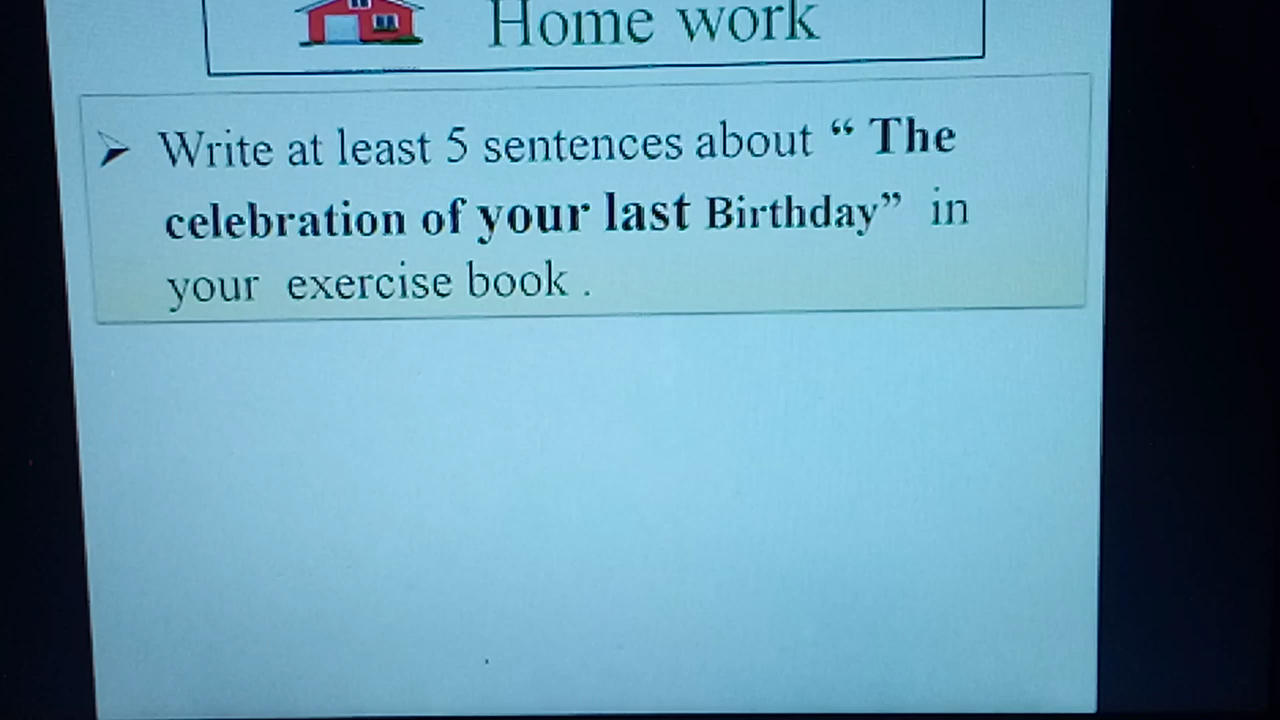 Home work
➢ Write at least 5 sentences about “ The
celebration of your last Birthday” in
your exercise book .